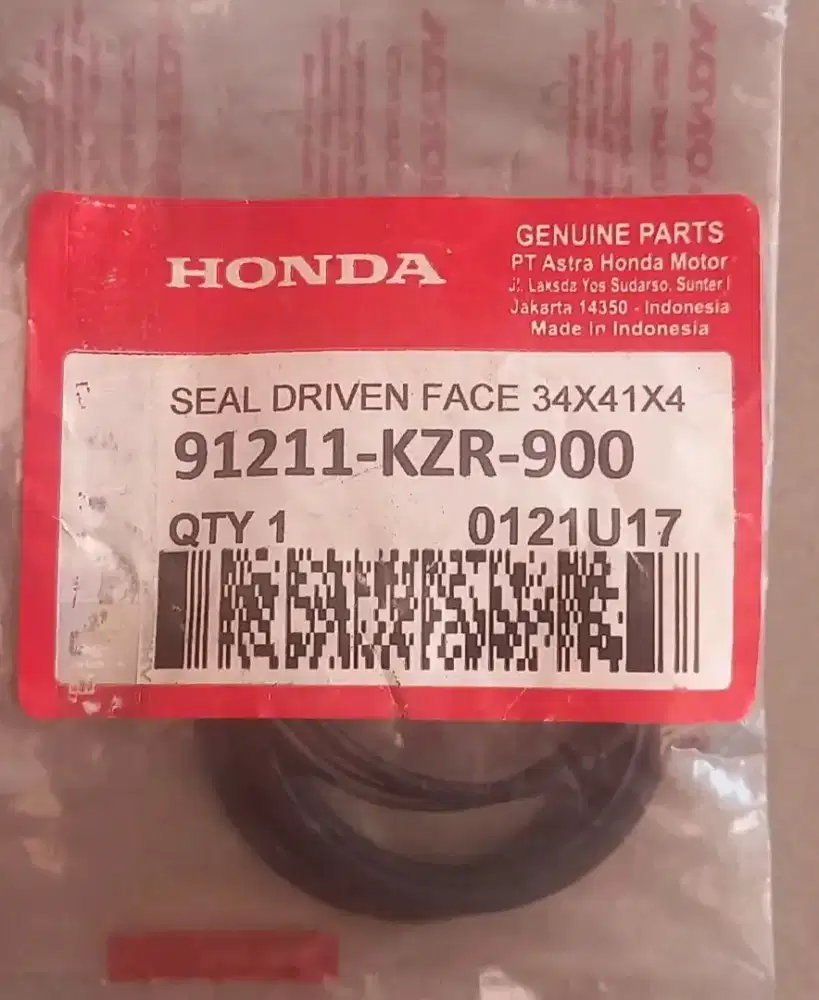 HONDA
GENUINE PARTS
PT Astra Honda Motor
Jl. Laksda Yos Sudarso, Sunter I
Jakarta 14350 - Indonesia
Made in Indonesia
SEAL DRIVEN FACE 34X41X4
91211-KZR-900
QTY 1
0121U17